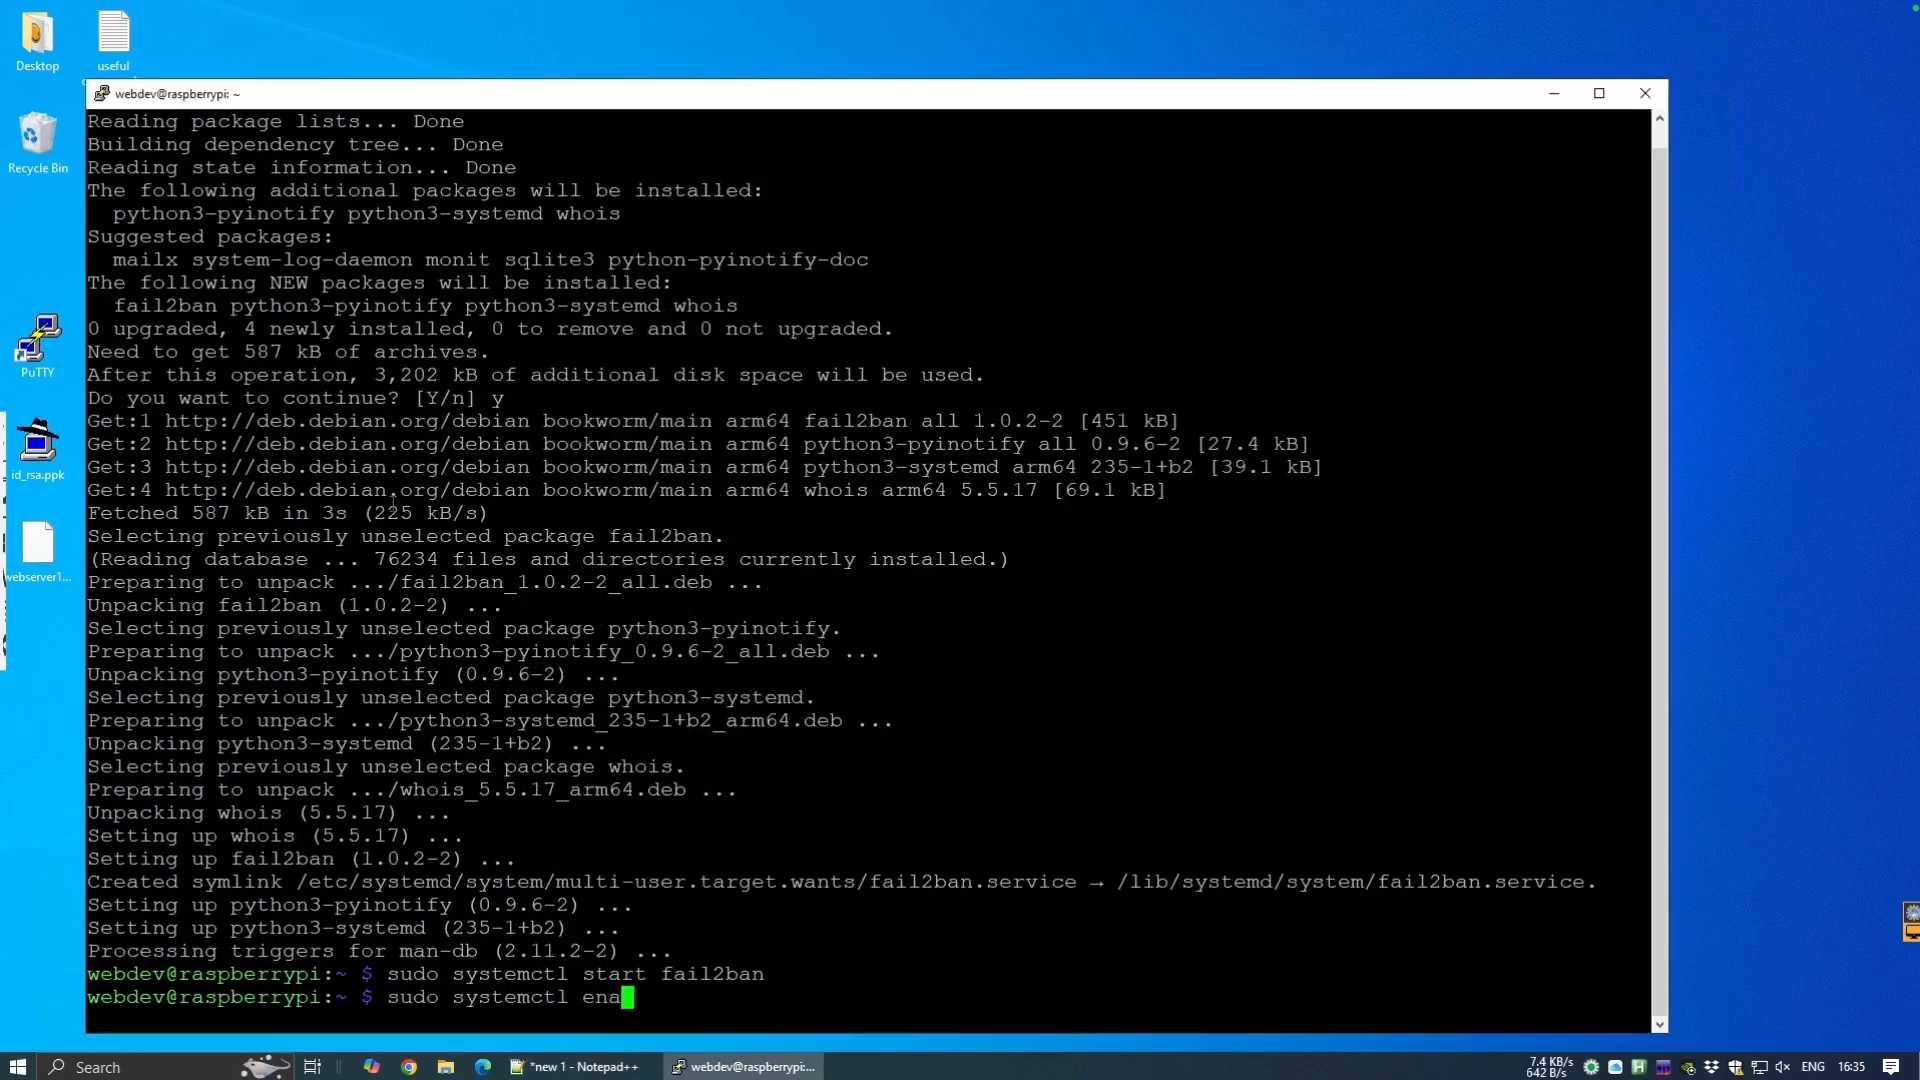 Desktop
useful
Recycle Bin
PuTTY
id_rsa.ppk
webserver1...
webdev@raspberrypi: ~
Reading package lists... Done
Building dependency tree... Done
Reading state information... Done
The following additional packages will be installed:
  python3-pyinotify python3-systemd whois
Suggested packages:
  mailx system-log-daemon monit sqlite3 python-pyinotify-doc
The following NEW packages will be installed:
  fail2ban python3-pyinotify python3-systemd whois
0 upgraded, 4 newly installed, 0 to remove and 0 not upgraded.
Need to get 587 kB of archives.
After this operation, 3,202 kB of additional disk space will be used.
Do you want to continue? [Y/n] y
Get:1 http://deb.debian.org/debian bookworm/main arm64 fail2ban all 1.0.2-2 [451 kB]
Get:2 http://deb.debian.org/debian bookworm/main arm64 python3-pyinotify all 0.9.6-2 [27.4 kB]
Get:3 http://deb.debian.org/debian bookworm/main arm64 python3-systemd arm64 235-1+b2 [39.1 kB]
Get:4 http://deb.debian.org/debian bookworm/main arm64 whois arm64 5.5.17 [69.1 kB]
Fetched 587 kB in 3s (225 kB/s)
Selecting previously unselected package fail2ban.
(Reading database ... 76234 files and directories currently installed.)
Preparing to unpack .../fail2ban_1.0.2-2_all.deb ...
Unpacking fail2ban (1.0.2-2) ...
Selecting previously unselected package python3-pyinotify.
Preparing to unpack .../python3-pyinotify_0.9.6-2_all.deb ...
Unpacking python3-pyinotify (0.9.6-2) ...
Selecting previously unselected package python3-systemd.
Preparing to unpack .../python3-systemd_235-1+b2_arm64.deb ...
Unpacking python3-systemd (235-1+b2) ...
Selecting previously unselected package whois.
Preparing to unpack .../whois_5.5.17_arm64.deb ...
Unpacking whois (5.5.17) ...
Setting up whois (5.5.17) ...
Setting up fail2ban (1.0.2-2) ...
Created symlink /etc/systemd/system/multi-user.target.wants/fail2ban.service → /lib/systemd/system/fail2ban.service.
Setting up python3-pyinotify (0.9.6-2) ...
Setting up python3-systemd (235-1+b2) ...
Processing triggers for man-db (2.11.2-2) ...
webdev@raspberrypi:~ $ sudo systemctl start fail2ban
webdev@raspberrypi:~ $ sudo systemctl ena
Search
*new 1 - Notepad++
webdev@raspberrypi:...
7.4 KB/s
642 B/s
ENG
16:35